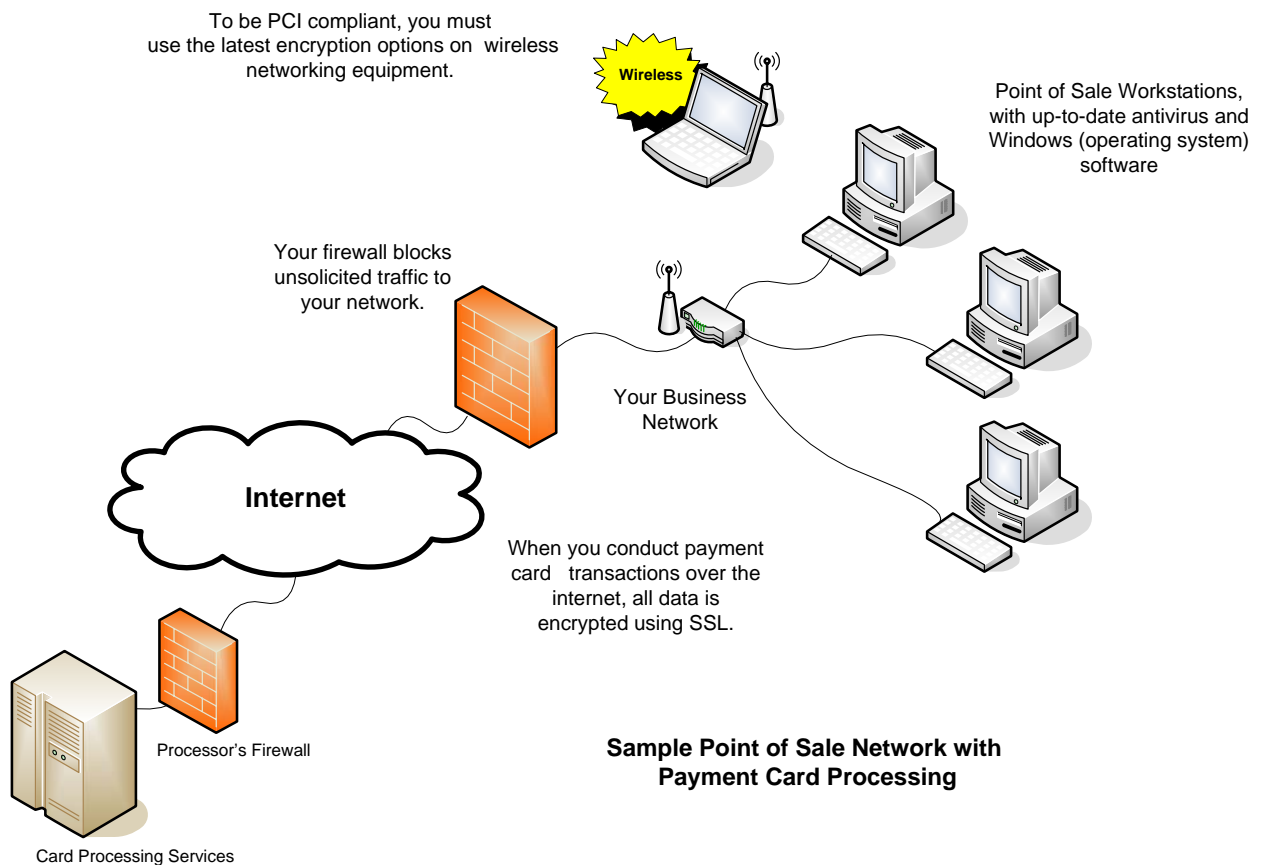 To be PCI compliant, you must
use the latest encryption options on wireless
networking equipment.
Wireless
Point of Sale Workstations,
with up-to-date antivirus and
Windows (operating system)
software
Your firewall blocks
unsolicited traffic to
your network.
Your Business
Network
Internet
When you conduct payment
card transactions over the
internet, all data is
encrypted using SSL.
Processor's Firewall
Sample Point of Sale Network with
Payment Card Processing
Card Processing Services